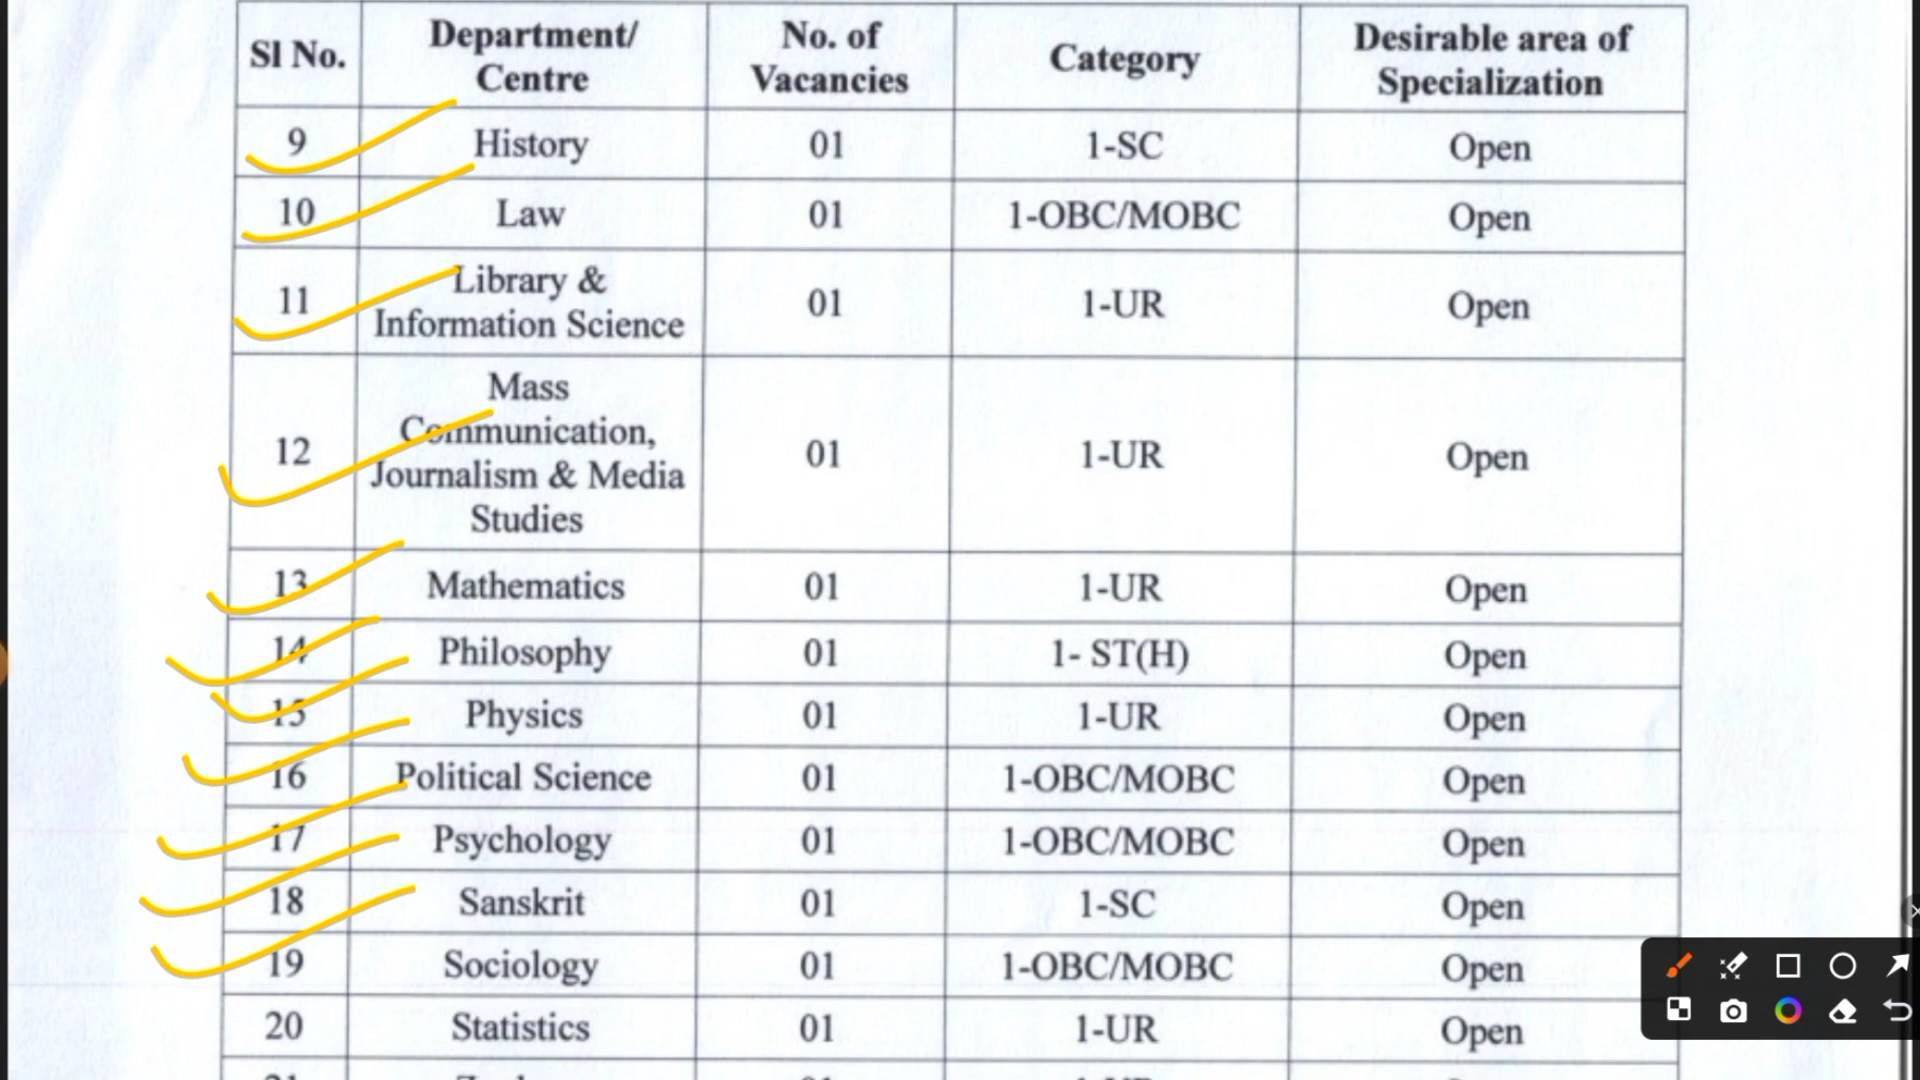 Sl No. Department/ Centre No. of Vacancies Category Desirable area of Specialization
9 History 01 1-SC Open
10 Law 01 1-OBC/MOBC Open
11 Library & Information Science 01 1-UR Open
12 Mass Communication, Journalism & Media Studies 01 1-UR Open
13 Mathematics 01 1-UR Open
14 Philosophy 01 1- ST(H) Open
15 Physics 01 1-UR Open
16 Political Science 01 1-OBC/MOBC Open
17 Psychology 01 1-OBC/MOBC Open
18 Sanskrit 01 1-SC Open
19 Sociology 01 1-OBC/MOBC Open
20 Statistics 01 1-UR Open